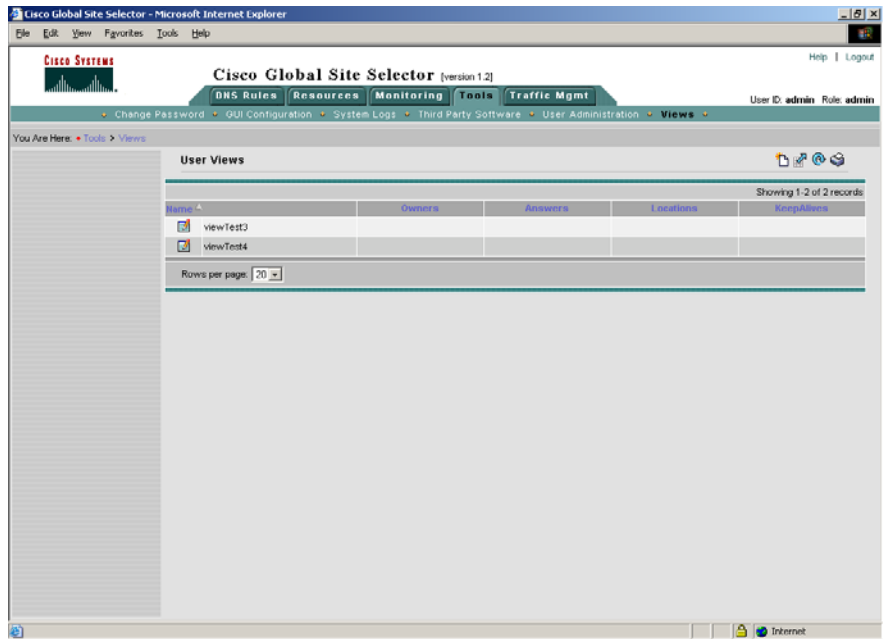 Cisco Global Site Selector - Microsoft Internet Explorer
File Edit View Favorites Tools Help
CISCO SYSTEMS
Help | Logout
Cisco Global Site Selector [version 1.2]
DNS Rules Resources Monitoring Tools Traffic Mgmt
User ID: admin Role: admin
Change Password GUI Configuration System Logs Third Party Software User Administration Views
You Are Here: Tools > Views
User Views
Showing 1-2 of 2 records
Name Owners Answers Locations KeepAlives
viewTest3
viewTest4
Rows per page: 20
Internet